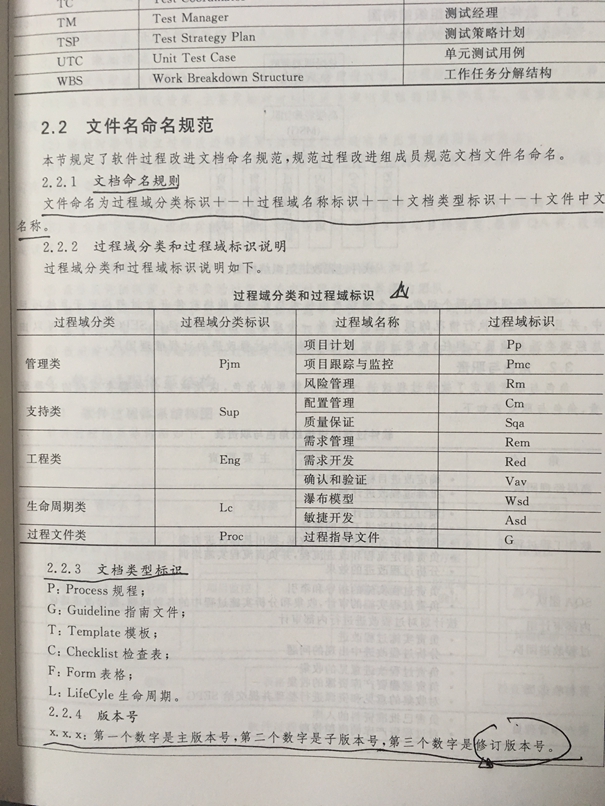 TC Test Coordinator
TM Test Manager 测试经理
TSP Test Strategy Plan 测试策略计划
UTC Unit Test Case 单元测试用例
WBS Work Breakdown Structure 工作任务分解结构
2.2 文件名命名规范
本节规定了软件过程改进文档命名规范,规范过程改进组成员规范文档文件名命名。
2.2.1 文档命名规则
文件命名为过程域分类标识+－+过程域名称标识+－+文档类型标识+－+文件中文
名称。
2.2.2 过程域分类和过程域标识说明
过程域分类和过程域标识说明如下。
过程域分类和过程域标识
过程域分类 过程域分类标识 过程域名称 过程域标识
管理类 Pjm 项目计划 Pp
项目跟踪与监控 Pmc
风险管理 Rm
支持类 Sup 配置管理 Cm
质量保证 Sqa
工程类 Eng 需求管理 Rem
需求开发 Red
确认和验证 Vav
生命周期类 Lc 瀑布模型 Wsd
敏捷开发 Asd
过程文件类 Proc 过程指导文件 G
2.2.3 文档类型标识
P: Process 规程;
G: Guideline 指南文件;
T: Template 模板;
C: Checklist 检查表;
F: Form 表格;
L: LifeCyle 生命周期。
2.2.4 版本号
x. x. x: 第一个数字是主版本号,第二个数字是子版本号,第三个数字是修订版本号。